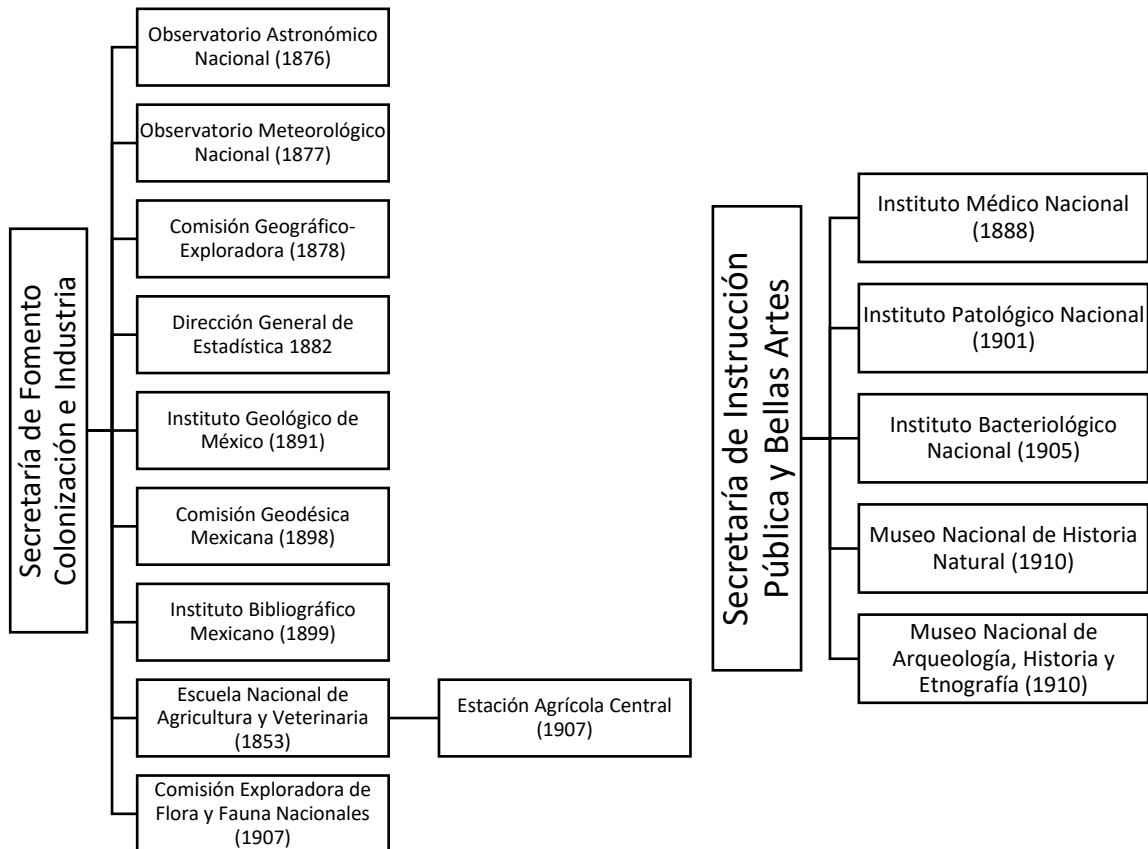 Secretaría de Fomento
Colonización e Industria
Observatorio Astronómico
Nacional (1876)
Observatorio Meteorológico
Nacional (1877)
Comisión Geográfico-
Exploradora (1878)
Dirección General de
Estadística 1882
Instituto Geológico de
México (1891)
Comisión Geodésica
Mexicana (1898)
Instituto Bibliográfico
Mexicano (1899)
Escuela Nacional de
Agricultura y Veterinaria
(1853)
Estación Agrícola Central
(1907)
Comisión Exploradora de
Flora y Fauna Nacionales
(1907)
Secretaría de Instrucción
Pública y Bellas Artes
Instituto Médico Nacional
(1888)
Instituto Patológico Nacional
(1901)
Instituto Bacteriológico
Nacional (1905)
Museo Nacional de Historia
Natural (1910)
Museo Nacional de
Arqueología, Historia y
Etnografía (1910)